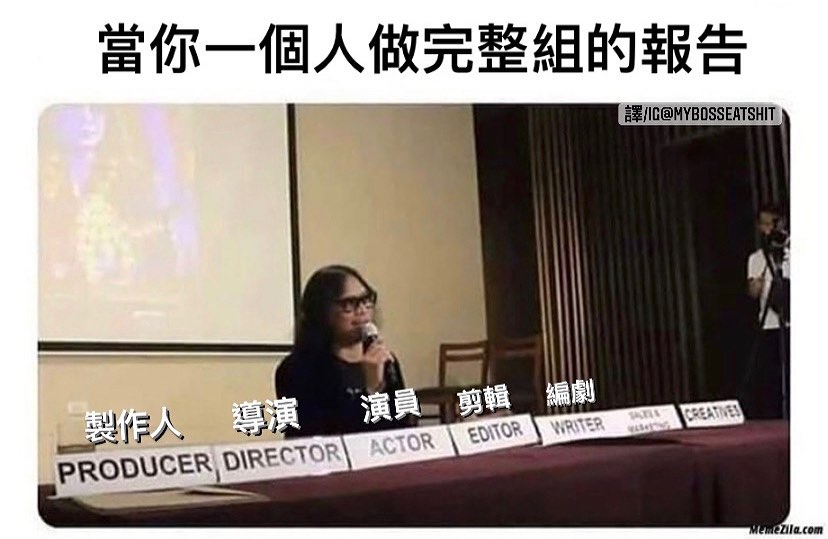 當你一個人做完整組的報告
譯/IG@MYBOSSEATSHIT
製作人 導演 演員 剪輯 編劇
PRODUCER DIRECTOR ACTOR EDITOR WRITER SALES & MARKETING CREATIVES
MemeZila.com